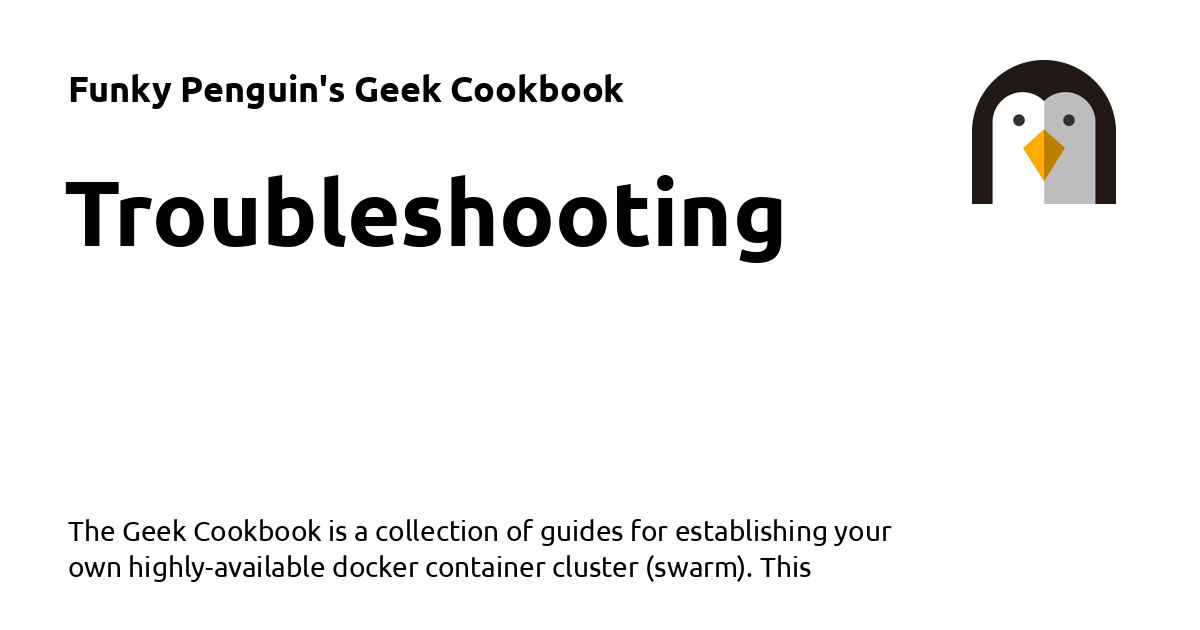 Funky Penguin's Geek Cookbook
Troubleshooting
The Geek Cookbook is a collection of guides for establishing your
own highly-available docker container cluster (swarm). This